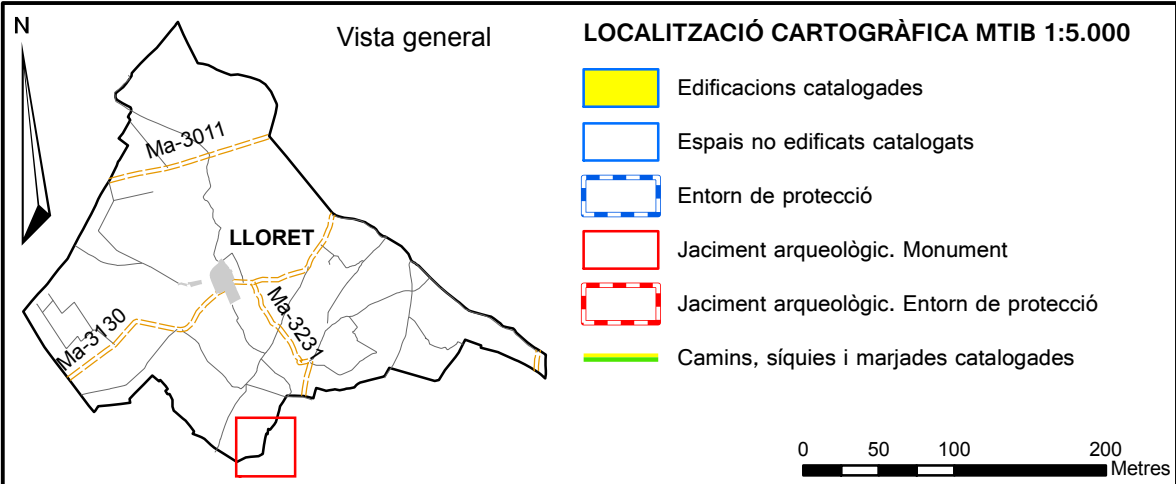 N
Vista general
Ma-3011
LLORET
Ma-3231
Ma-3130
LOCALITZACIÓ CARTOGRÀFICA MTIB 1:5.000
Edificacions catalogades
Espais no edificats catalogats
Entorn de protecció
Jaciment arqueològic. Monument
Jaciment arqueològic. Entorn de protecció
Camins, síquies i marjades catalogades
0 50 100 200
Metres